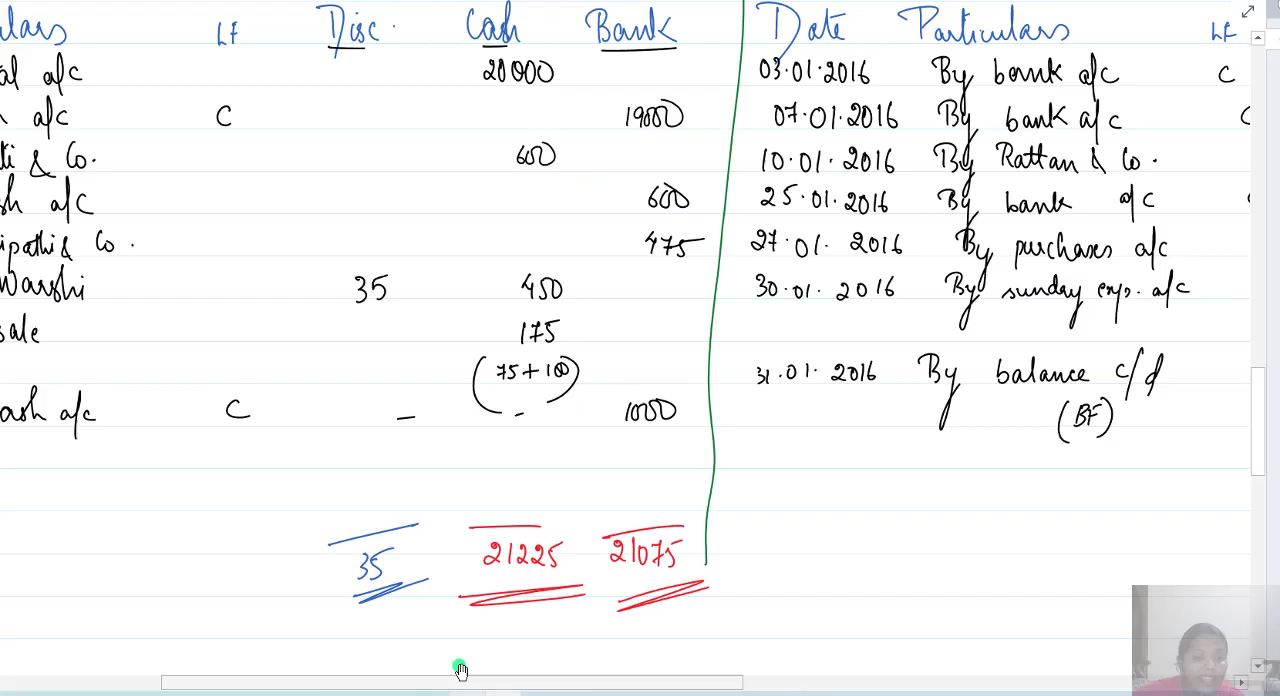 ulars LF Disc. Cash Bank Date Particulars LF
al a/c 20000 03.01.2016 By bank a/c C
a/c C 19000 07.01.2016 By bank a/c C
ti & Co. 600 10.01.2016 By Rattan & Co.
sh a/c 600 25.01.2016 By bank a/c
ipathi & Co. 475 27.01.2016 By purchases a/c
Warshi 35 450 30.01.2016 By sunday exp. a/c
sale 175
(75+100) 31.01.2016 By balance c/d
ash a/c C - - 1000 (BF)
35 21225 21075